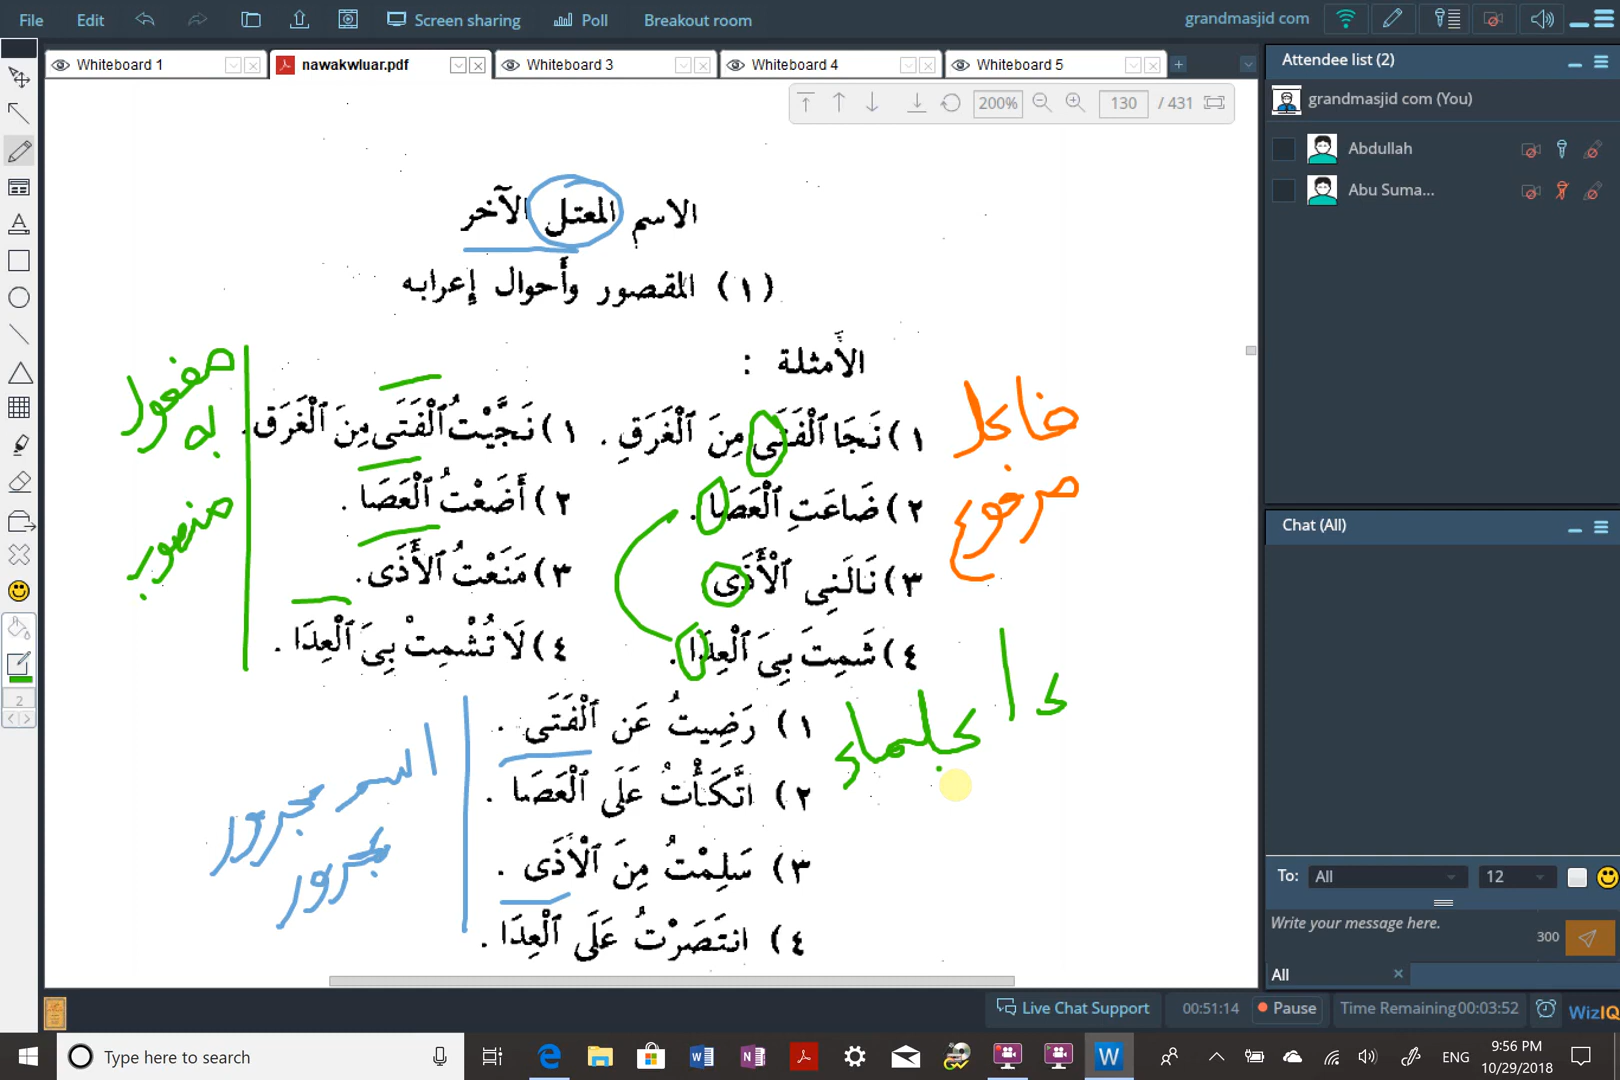 File Edit Screen sharing Poll Breakout room grandmasjid com
Whiteboard 1 nawakwluar.pdf Whiteboard 3 Whiteboard 4 Whiteboard 5
200% 130 / 431
الاسم المعتل الآخر
(١) المقصور وأحوال إعرابه
الأمثلة :
١) نَجَا ٱلْفَتَى مِنَ ٱلْغَرَقِ .
٢) ضَاعَتِ ٱلْعَصَا .
٣) نَالَنِى ٱلْأَذَى
٤) شَمِتَ بِىَ ٱلْعِدَا .
١) نَجَّيْتُ ٱلْفَتَى مِنَ ٱلْغَرَقِ .
٢) أَضَعْتُ ٱلْعَصَا .
٣) مَنَعْتُ ٱلْأَذَى .
٤) لَا تُشْمِتْ بِىَ ٱلْعِدَا .
١) رَضِيتُ عَنِ ٱلْفَتَى .
٢) اتَّكَأْتُ عَلَى ٱلْعَصَا .
٣) سَلِمْتُ مِنَ ٱلْأَذَى .
٤) انتَصَرْتُ عَلَى ٱلْعِدَا .
فاعل
مرفوع
مفعول
به
منصوب
اسم مجرور
مجرور
Attendee list (2)
grandmasjid com (You)
Abdullah
Abu Suma...
Chat (All)
To: All 12
Write your message here.
300
All
Live Chat Support 00:51:14 Pause Time Remaining 00:03:52 WizIQ
Type here to search
ENG 9:56 PM
10/29/2018
2